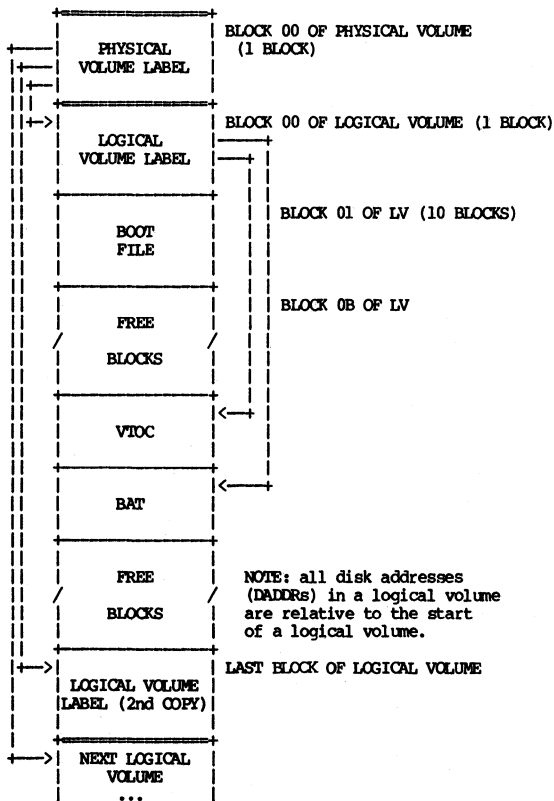 BLOCK 00 OF PHYSICAL VOLUME
(1 BLOCK)
PHYSICAL
VOLUME LABEL
BLOCK 00 OF LOGICAL VOLUME (1 BLOCK)
LOGICAL
VOLUME LABEL
BLOCK 01 OF LV (10 BLOCKS)
BOOT
FILE
BLOCK 0B OF LV
FREE
BLOCKS
VTOC
BAT
FREE
BLOCKS
NOTE: all disk addresses
(DADDRs) in a logical volume
are relative to the start
of a logical volume.
LAST BLOCK OF LOGICAL VOLUME
LOGICAL VOLUME
LABEL (2nd COPY)
NEXT LOGICAL
VOLUME
...